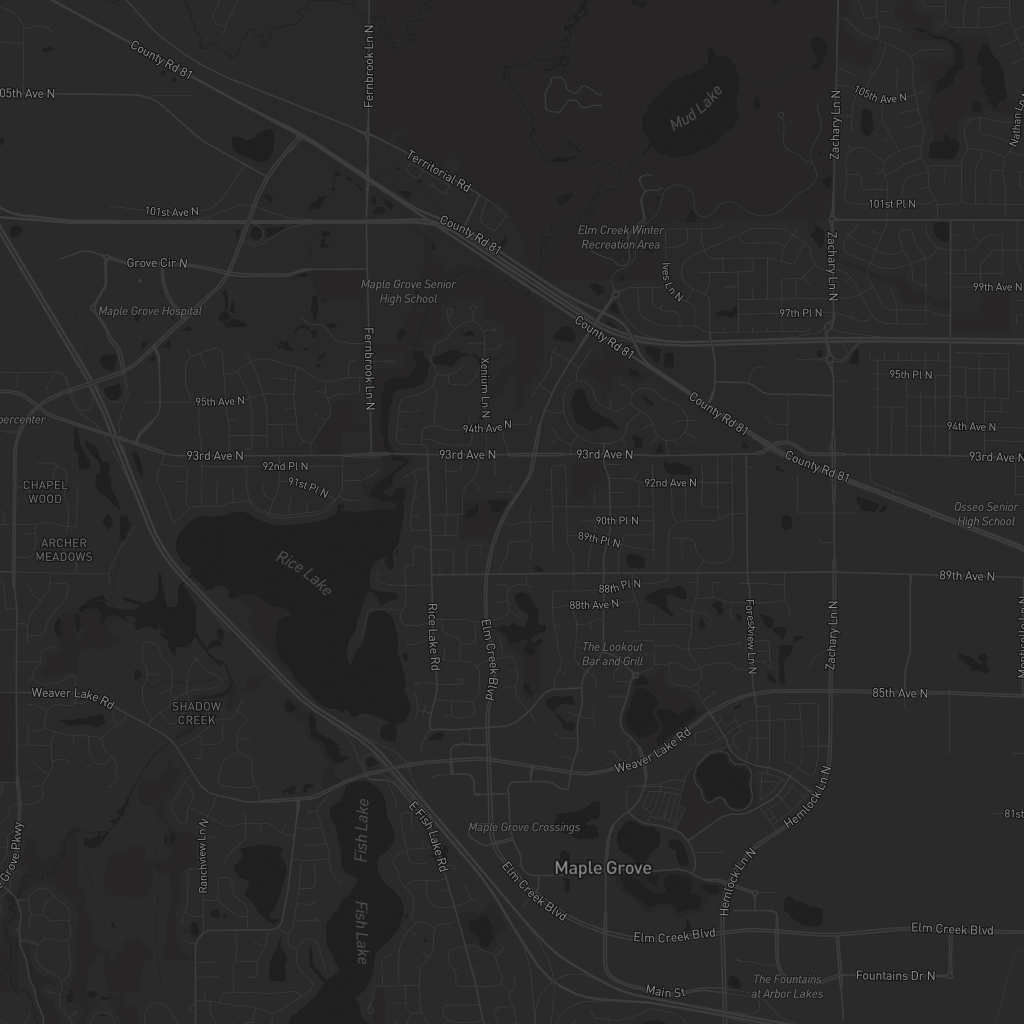 County Rd 81
Fernbrook Ln N
Mud Lake
105th Ave N
Zachary Ln N
05th Ave N
Territorial Rd
101st Ave N
101st Pl N
County Rd 81
Elm Creek Winter
Recreation Area
Zachary Ln N
Grove Cir N
Ives Ln N
Maple Grove Senior
High School
99th Ave N
Maple Grove Hospital
97th Pl N
County Rd 81
Fernbrook Ln N
Xenium Ln N
95th Pl N
95th Ave N
County Rd 81
percenter
94th Ave N
94th Ave N
93rd Ave N
93rd Ave N
93rd Ave N
93rd Ave N
92nd Pl N
County Rd 81
91st Pl N
92nd Ave N
CHAPEL
WOOD
Osseo Senior
High School
90th Pl N
89th Pl N
ARCHER
MEADOWS
Rice Lake
89th Ave N
88th Pl N
88th Ave N
Rice Lake Rd
Elm Creek Blvd
Forestview Ln N
Zachary Ln N
The Lookout
Bar and Grill
Weaver Lake Rd
85th Ave N
SHADOW
CREEK
Weaver Lake Rd
Hemlock Ln N
E Fish Lake Rd
Fish Lake
81st
Maple Grove Crossings
Ranchview Ln N
Grove Pkwy
Maple Grove
Elm Creek Blvd
Hemlock Ln N
Fish Lake
Elm Creek Blvd
Elm Creek Blvd
The Fountains
at Arbor Lakes
Fountains Dr N
Main St